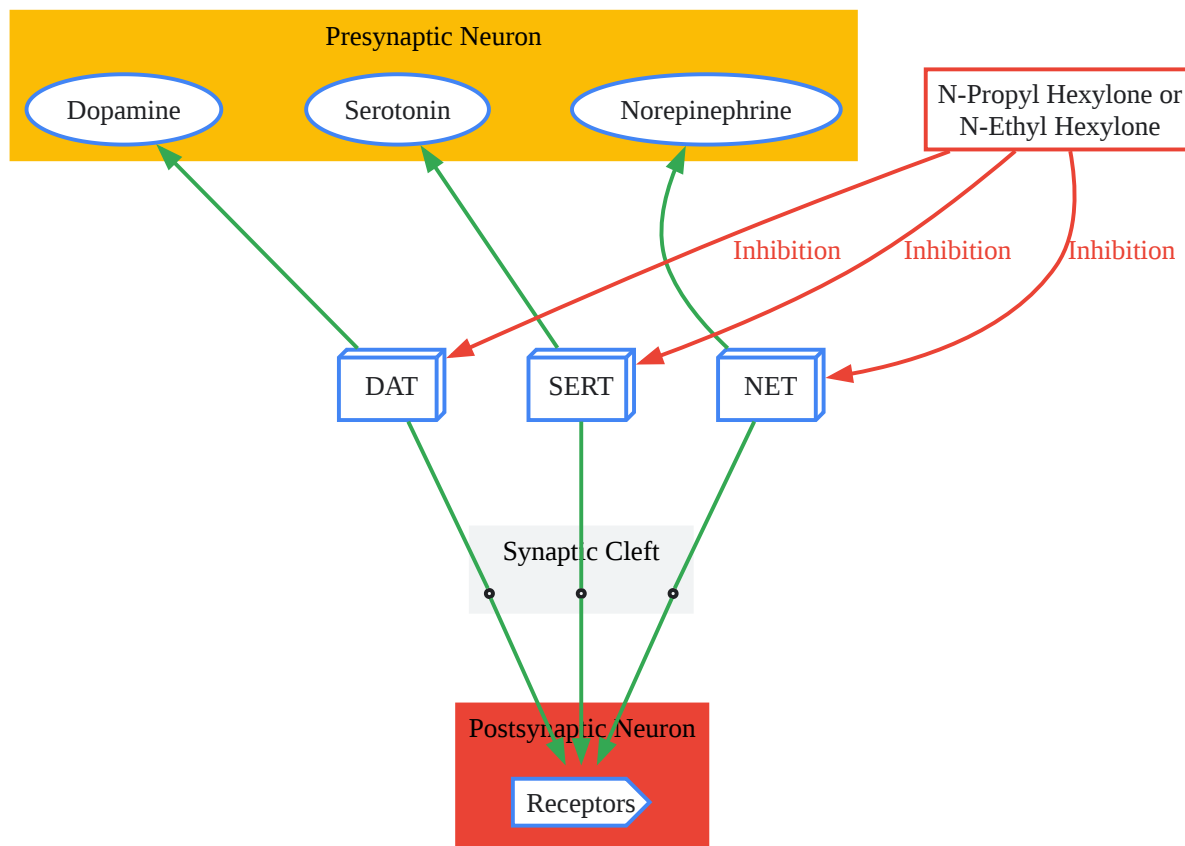 Presynaptic Neuron
Dopamine
Serotonin
Norepinephrine
N-Propyl Hexylone or
N-Ethyl Hexylone
Inhibition
Inhibition
Inhibition
DAT
SERT
NET
Synaptic Cleft
Postsynaptic Neuron
Receptors